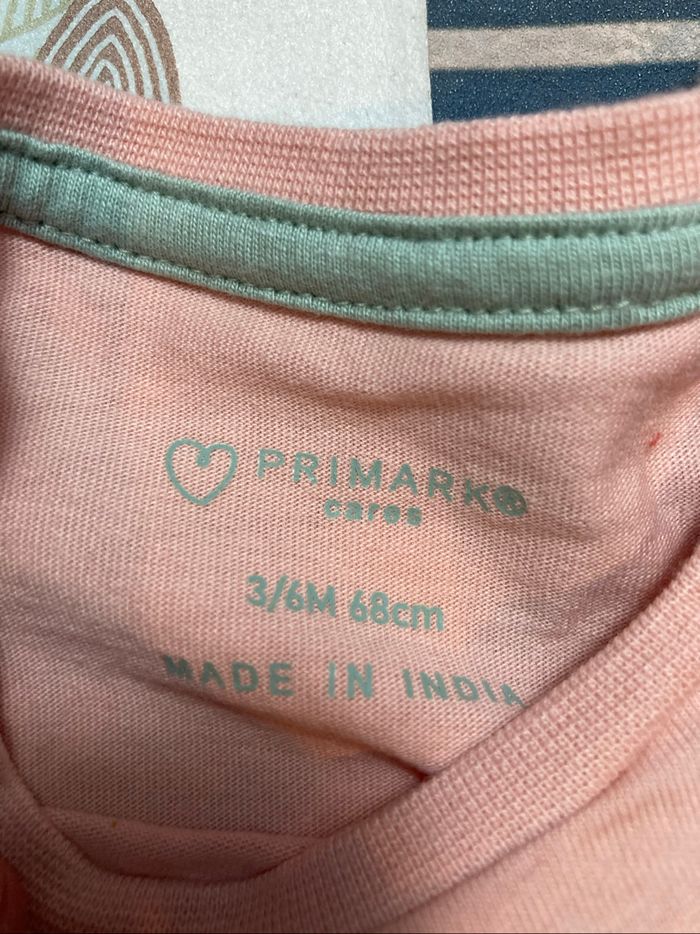 PRIMARK®
cares
3/6M 68cm
MADE IN INDIA